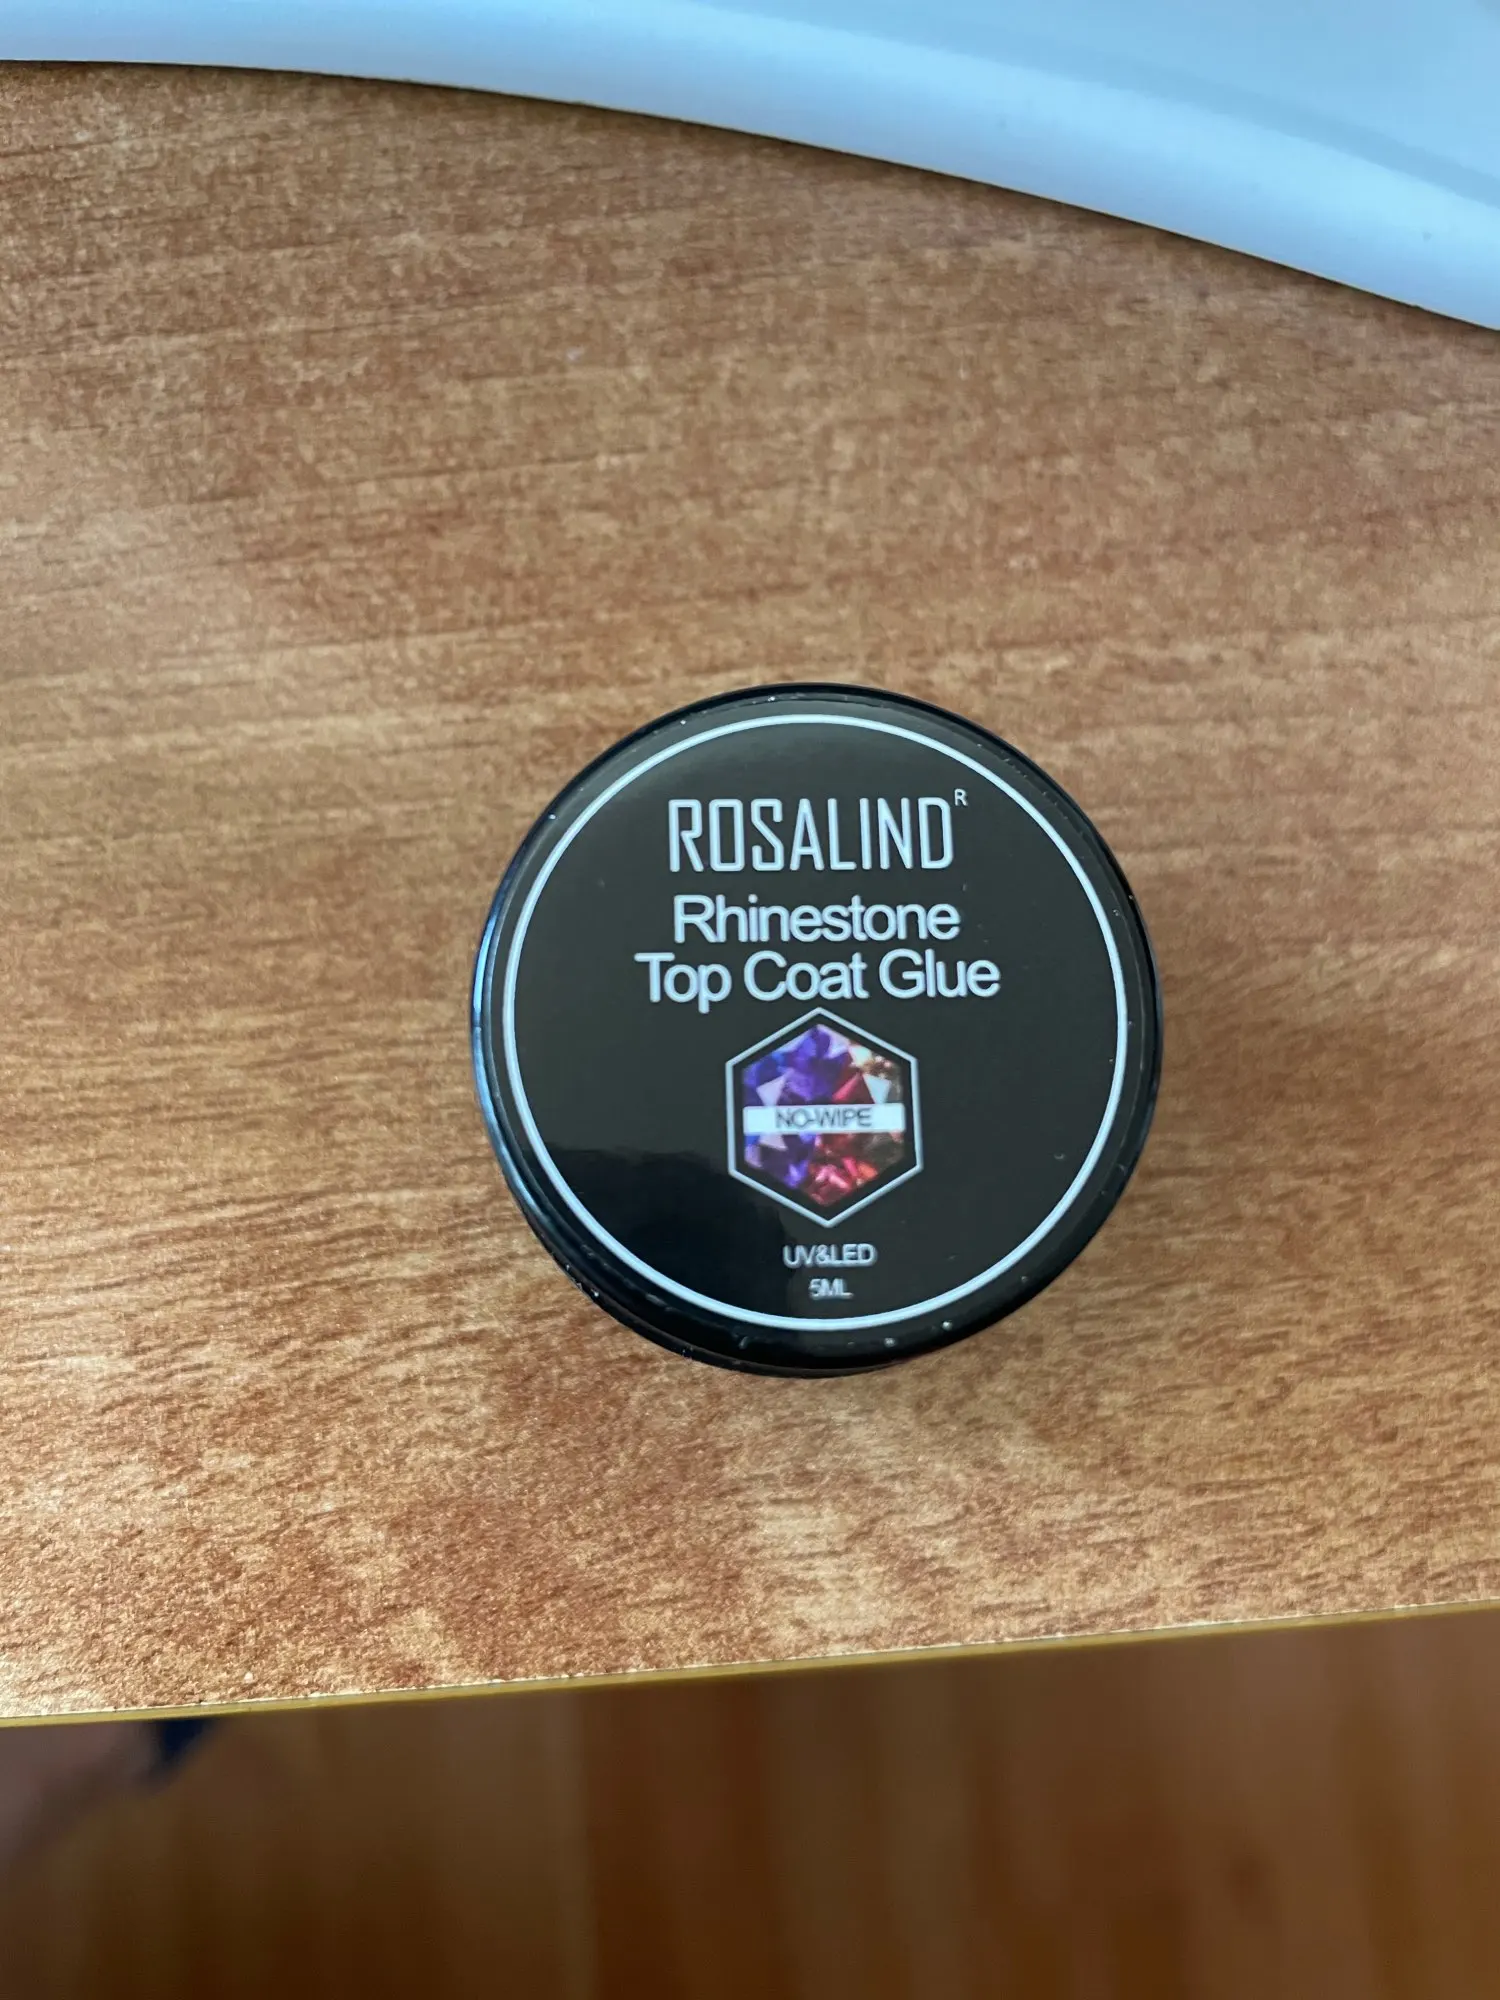 ROSALIND R
Rhinestone
Top Coat Glue
NO-WIPE
UV&LED
5ML